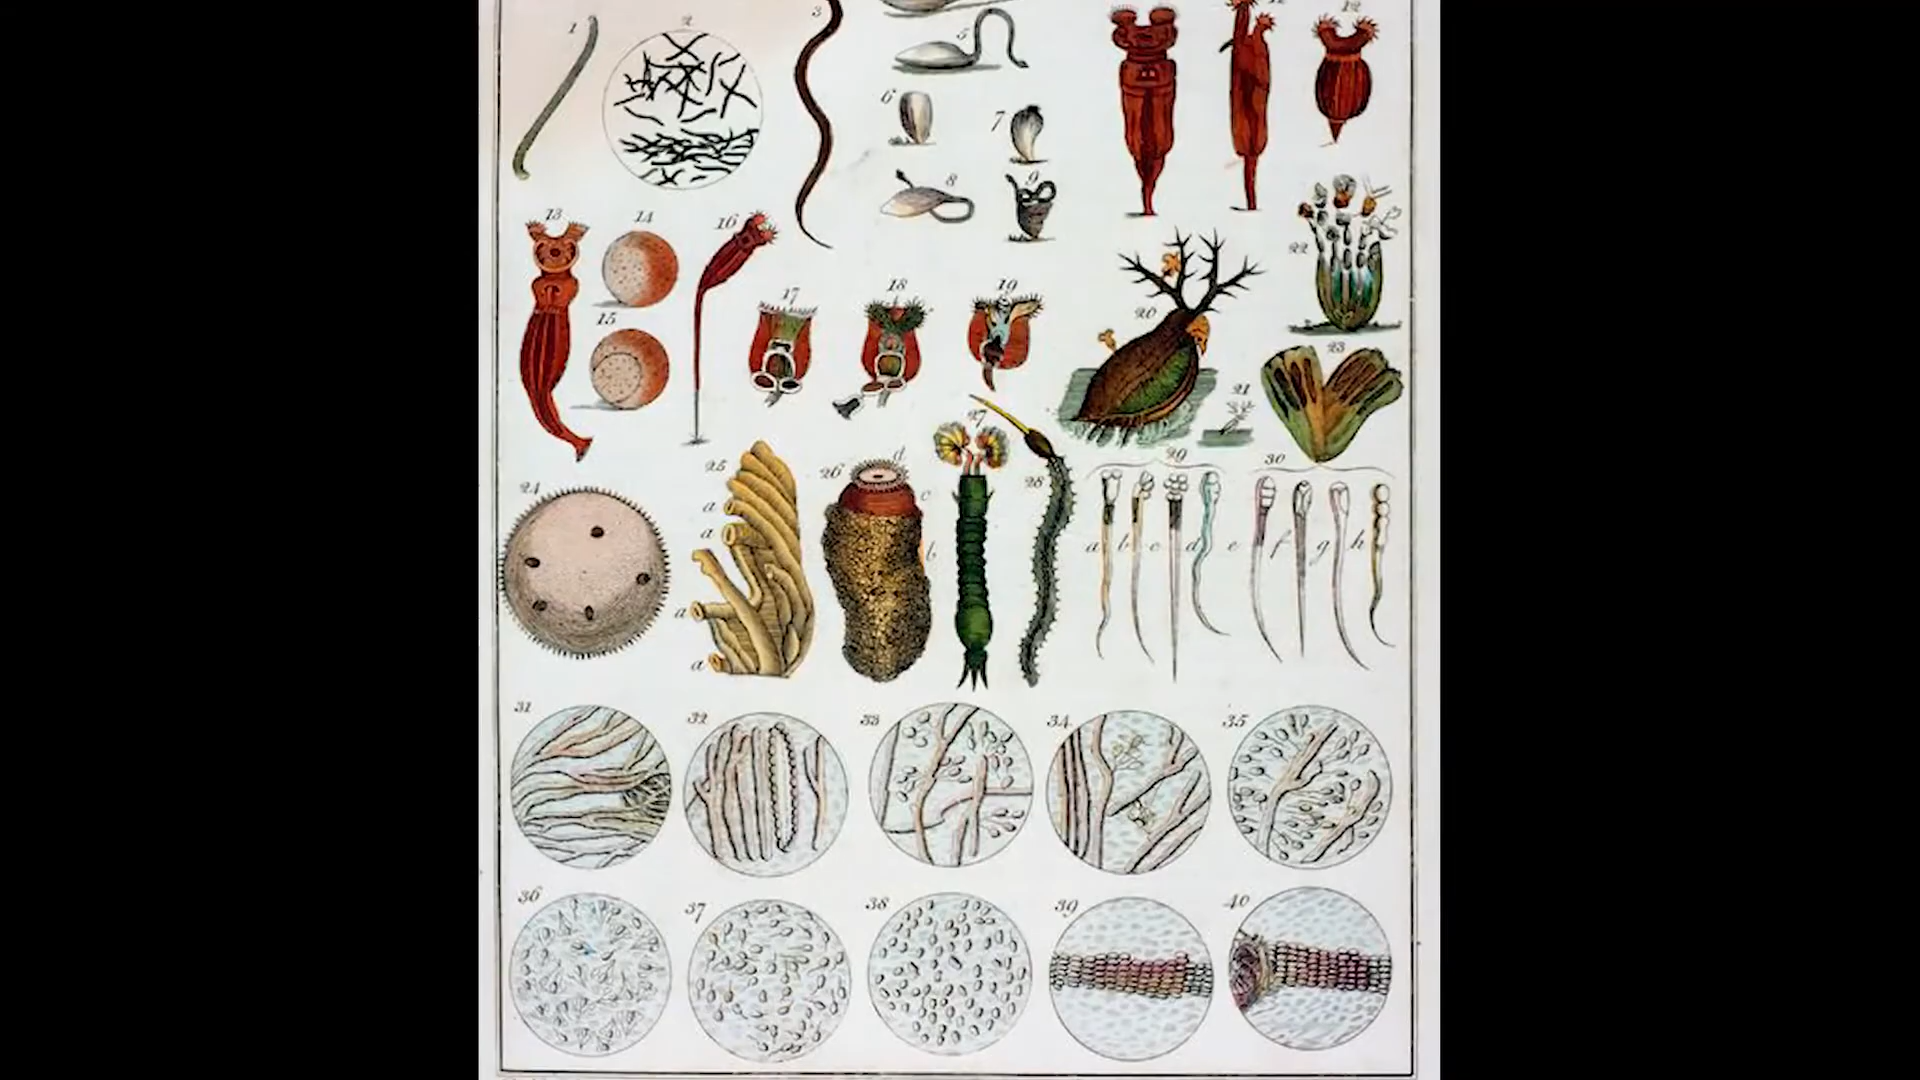 1 2 3
5
6 7
8 9
12 12
13 14 16
15
17 18 19
20 21 22
23
24 25 26 27 28 29 30
a a a a
d c b
a b c d e f g h
31 32 33 34 35
36 37 38 39 40